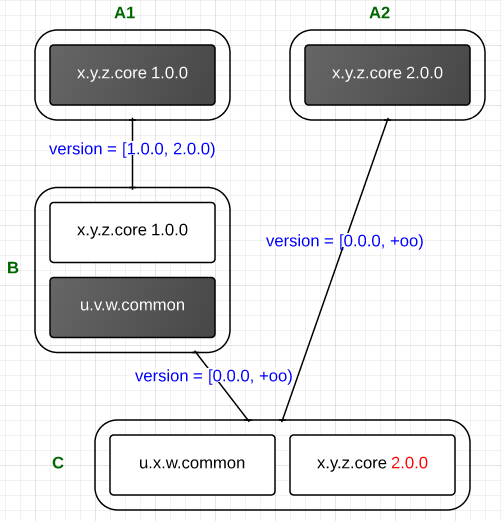 A1
A2
x.y.z.core 1.0.0
x.y.z.core 2.0.0
version = [1.0.0, 2.0.0)
x.y.z.core 1.0.0
version = [0.0.0, +oo)
B
u.v.w.common
version = [0.0.0, +oo)
C
u.x.w.common
x.y.z.core 2.0.0